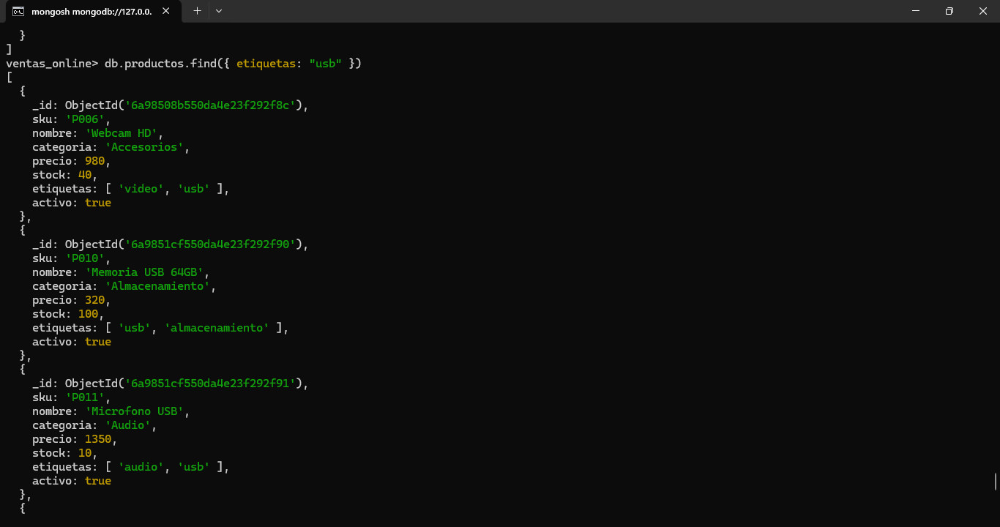 mongosh mongodb://127.0.0.
  }
]
ventas_online> db.productos.find({ etiquetas: "usb" })
[
  {
    _id: ObjectId('6a98508b550da4e23f292f8c'),
    sku: 'P006',
    nombre: 'Webcam HD',
    categoria: 'Accesorios',
    precio: 980,
    stock: 40,
    etiquetas: [ 'video', 'usb' ],
    activo: true
  },
  {
    _id: ObjectId('6a9851cf550da4e23f292f90'),
    sku: 'P010',
    nombre: 'Memoria USB 64GB',
    categoria: 'Almacenamiento',
    precio: 320,
    stock: 100,
    etiquetas: [ 'usb', 'almacenamiento' ],
    activo: true
  },
  {
    _id: ObjectId('6a9851cf550da4e23f292f91'),
    sku: 'P011',
    nombre: 'Microfono USB',
    categoria: 'Audio',
    precio: 1350,
    stock: 10,
    etiquetas: [ 'audio', 'usb' ],
    activo: true
  },
  {